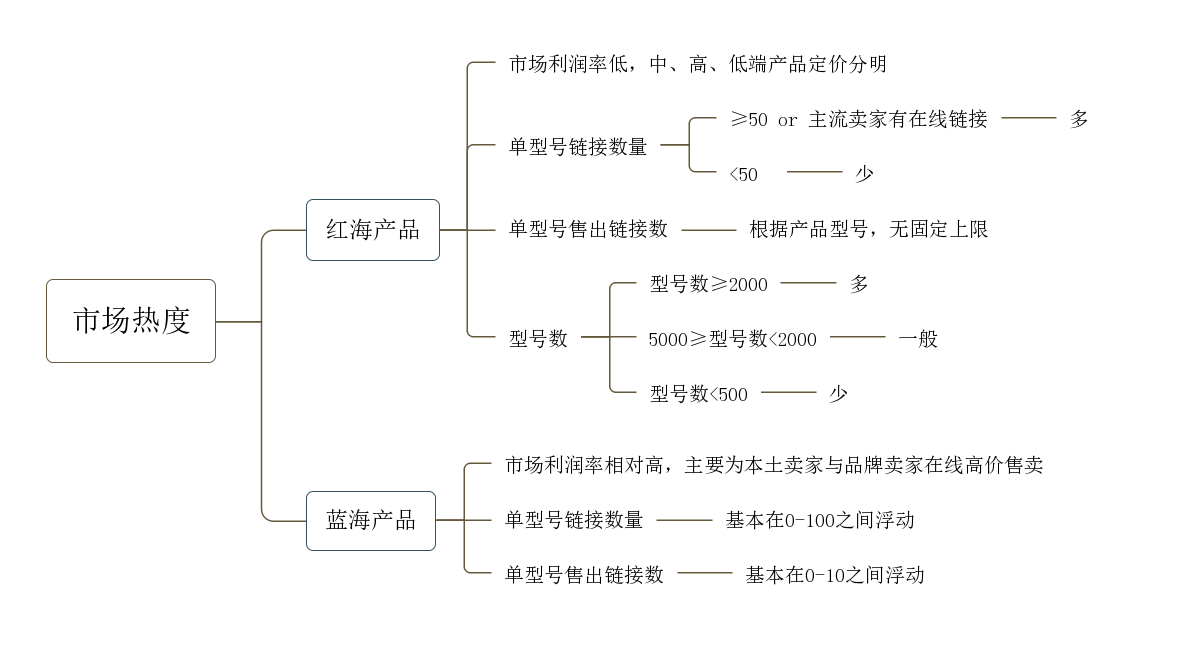 市场热度
红海产品
市场利润率低，中、高、低端产品定价分明
单型号链接数量
≥50 or 主流卖家有在线链接
多
<50
少
单型号售出链接数
根据产品型号，无固定上限
型号数
型号数≥2000
多
5000≥型号数<2000
一般
型号数<500
少
蓝海产品
市场利润率相对高，主要为本土卖家与品牌卖家在线高价售卖
单型号链接数量
基本在0-100之间浮动
单型号售出链接数
基本在0-10之间浮动